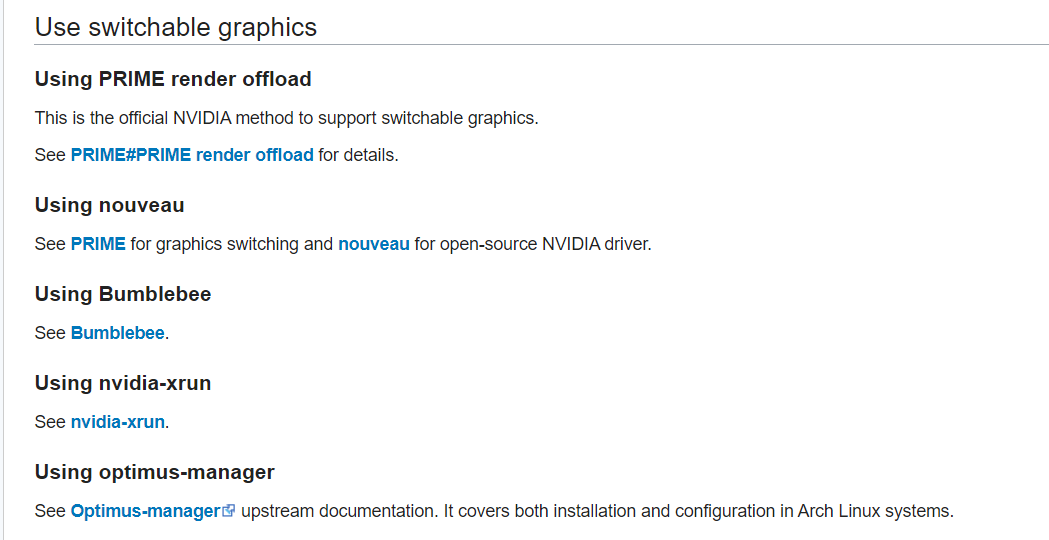 Use switchable graphics
Using PRIME render offload
This is the official NVIDIA method to support switchable graphics.
See PRIME#PRIME render offload for details.
Using nouveau
See PRIME for graphics switching and nouveau for open-source NVIDIA driver.
Using Bumblebee
See Bumblebee.
Using nvidia-xrun
See nvidia-xrun.
Using optimus-manager
See Optimus-manager upstream documentation. It covers both installation and configuration in Arch Linux systems.